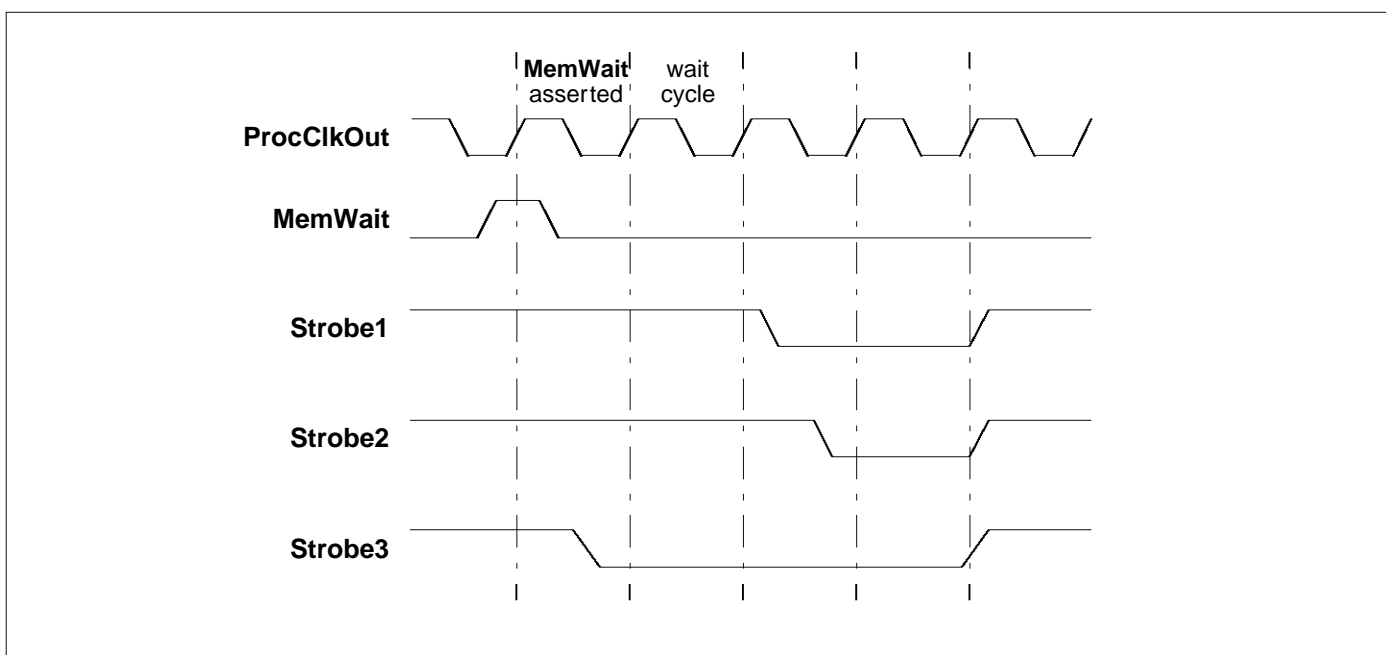 MemWait wait
asserted cycle
ProcClkOut
MemWait
Strobe1
Strobe2
Strobe3